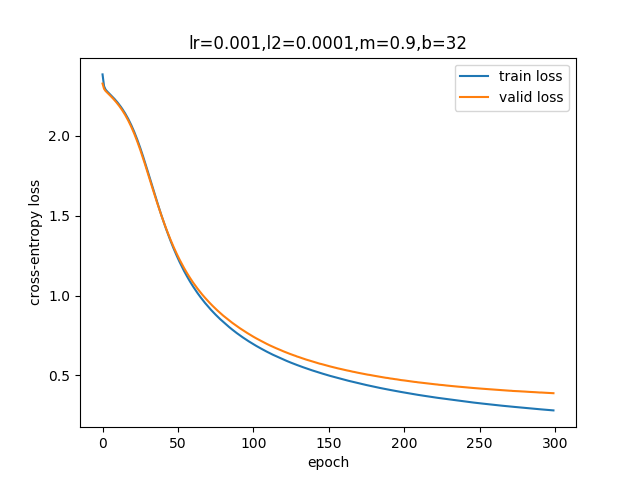 lr=0.001,l2=0.0001,m=0.9,b=32
train loss
valid loss
cross-entropy loss
2.0
1.5
1.0
0.5
0 50 100 150 200 250 300
epoch